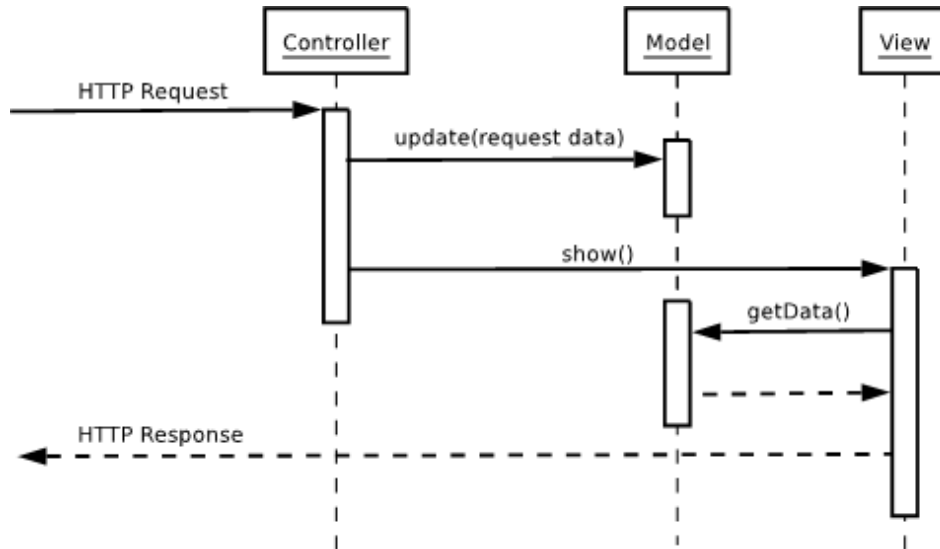 Controller
Model
View
HTTP Request
update(request data)
show()
getData()
HTTP Response